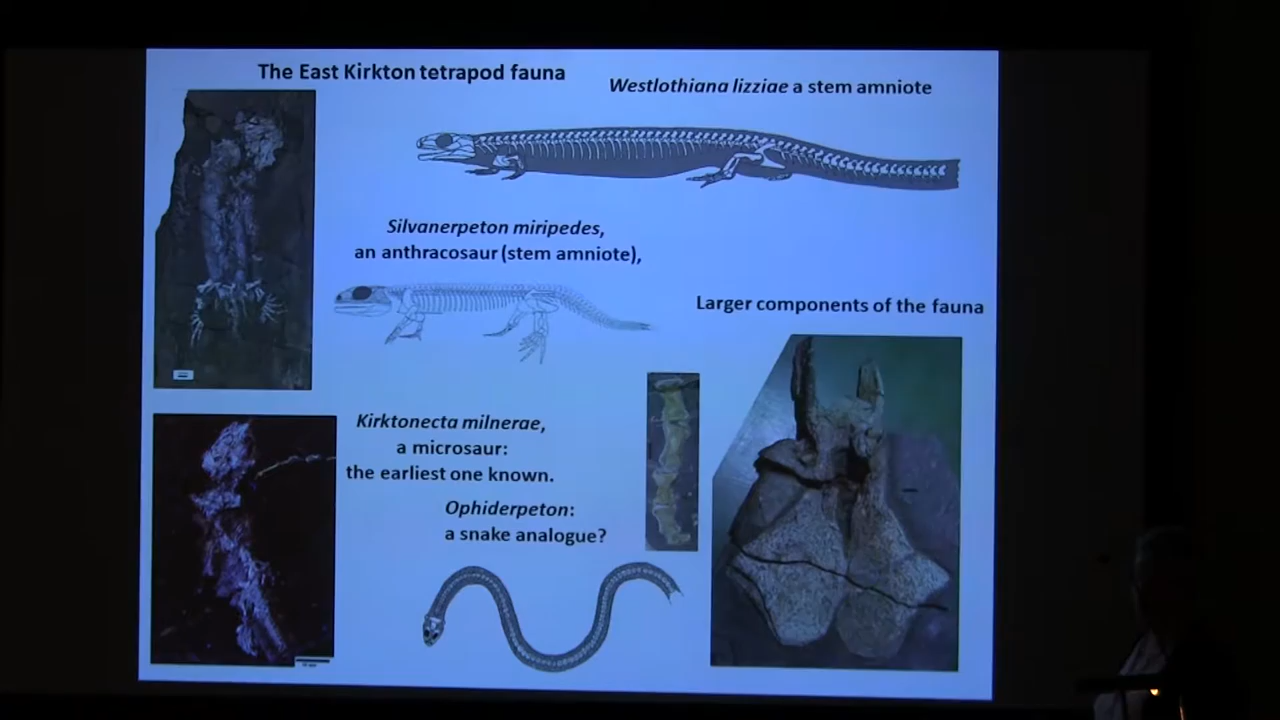 The East Kirkton tetrapod fauna
Westlothiana lizziae a stem amniote
Silvanerpeton miripedes,
an anthracosaur (stem amniote),
Larger components of the fauna
Kirktonecta milnerae,
a microsaur:
the earliest one known.
Ophiderpeton:
a snake analogue?